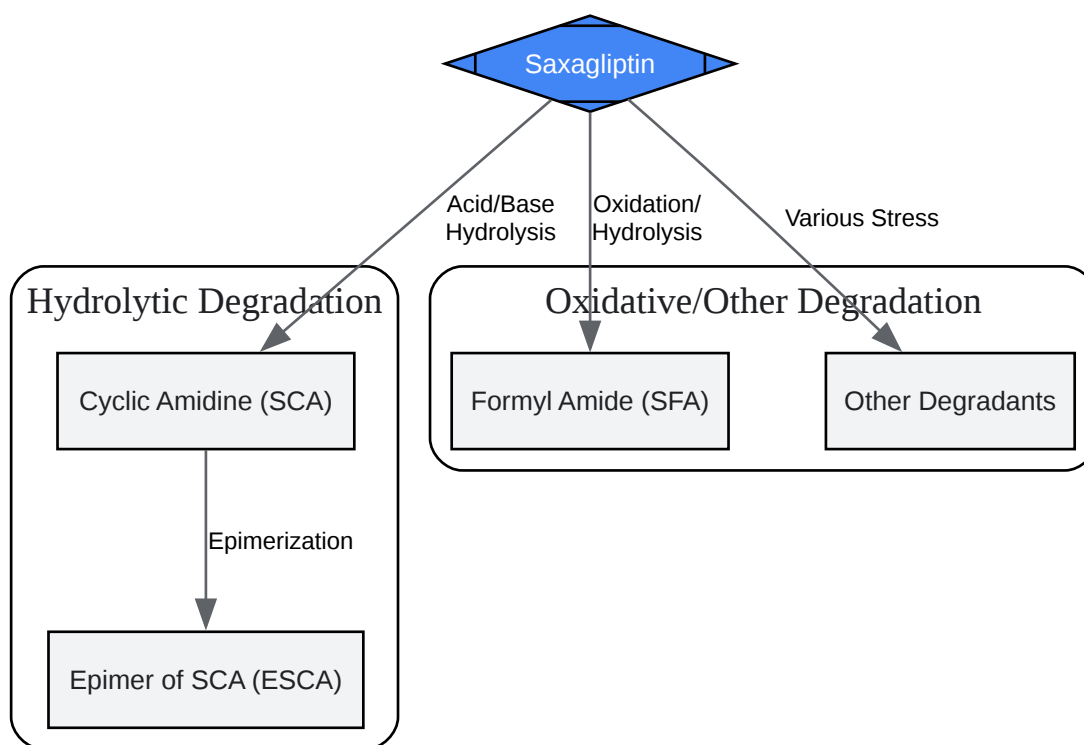 Saxagliptin
Acid/Base
Hydrolysis
Oxidation/
Hydrolysis
Various Stress
Hydrolytic Degradation
Oxidative/Other Degradation
Cyclic Amidine (SCA)
Formyl Amide (SFA)
Other Degradants
Epimerization
Epimer of SCA (ESCA)